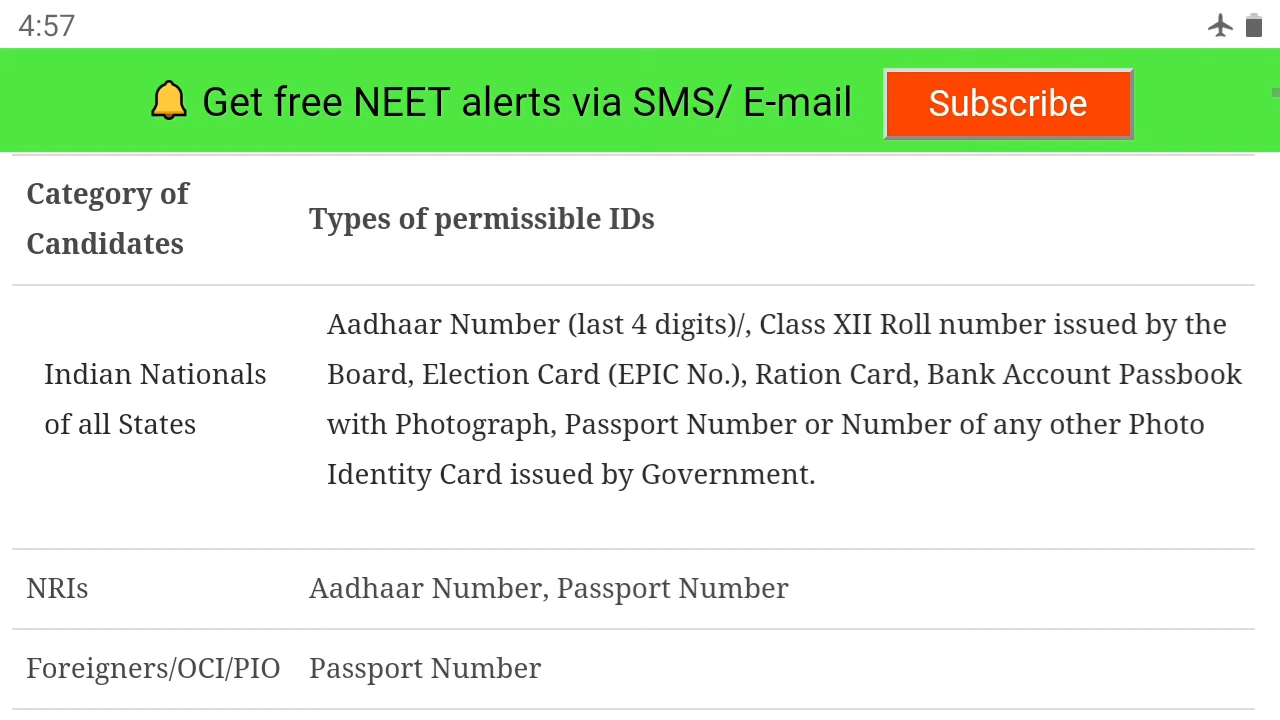 4:57
Get free NEET alerts via SMS/ E-mail
Subscribe
Category of
Candidates
Types of permissible IDs
Indian Nationals
of all States
Aadhaar Number (last 4 digits)/, Class XII Roll number issued by the
Board, Election Card (EPIC No.), Ration Card, Bank Account Passbook
with Photograph, Passport Number or Number of any other Photo
Identity Card issued by Government.
NRIs
Aadhaar Number, Passport Number
Foreigners/OCI/PIO
Passport Number